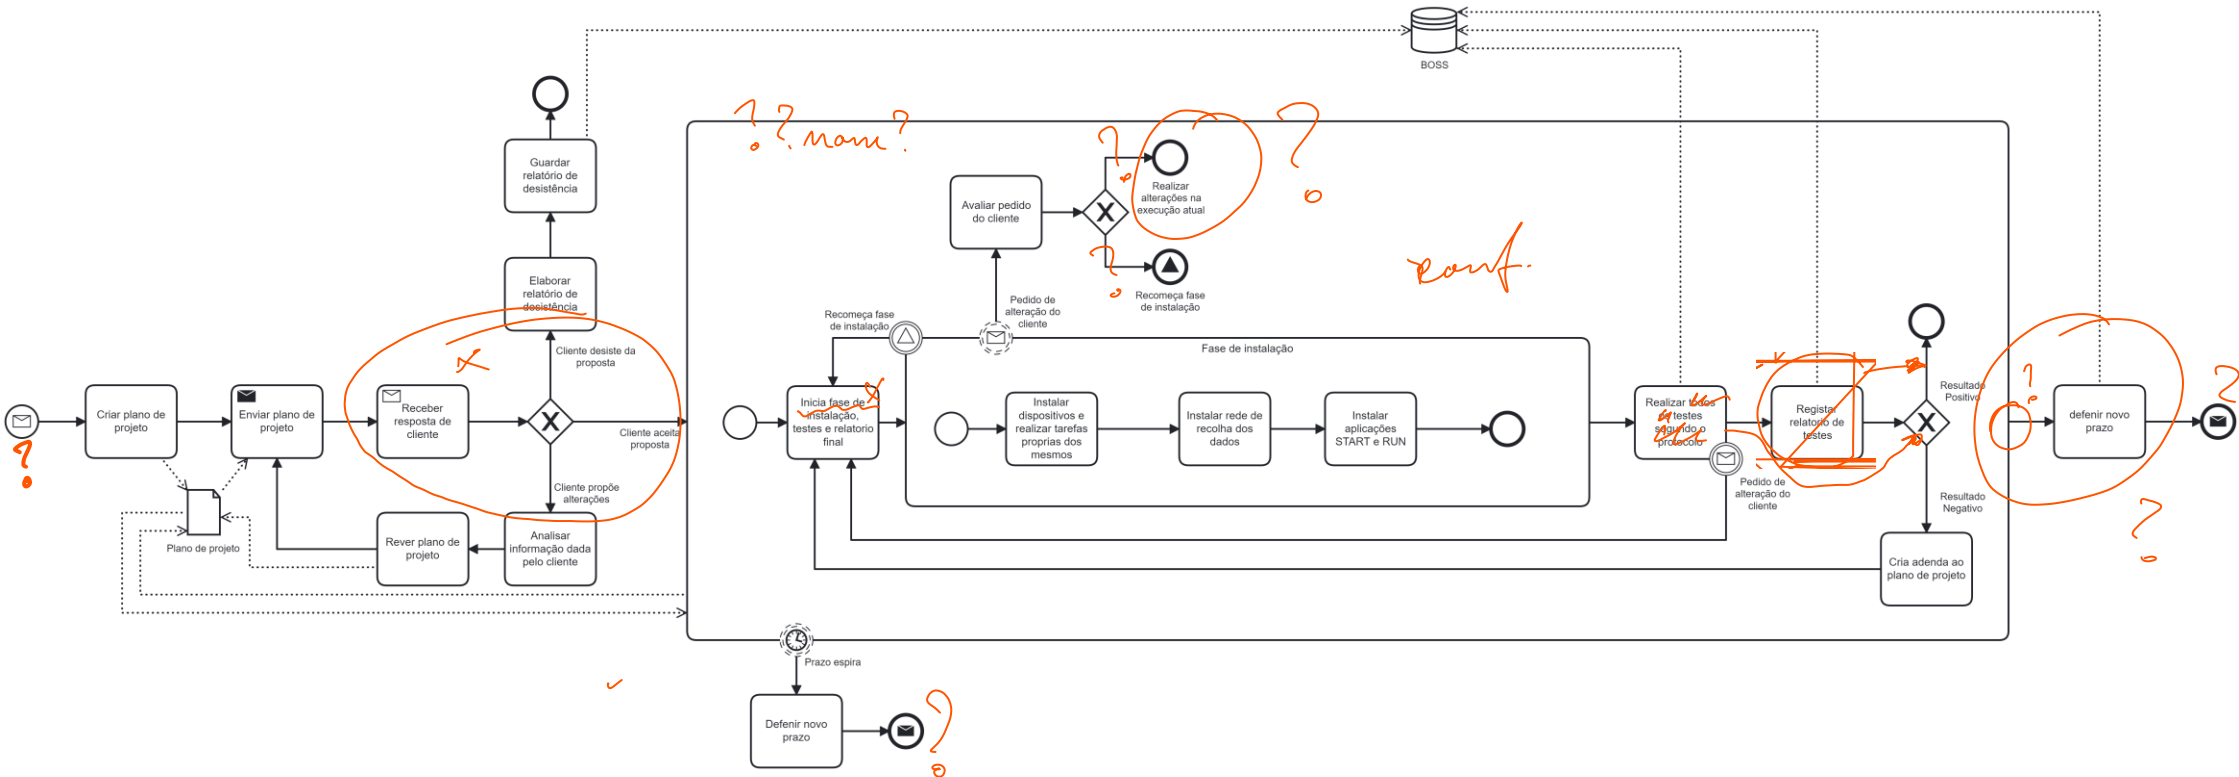 BOSS
? ? nome ?
?
?
Guardar
relatório de
desistência
Avaliar pedido
do cliente
Realizar
alterações na
execução atual
?
Elaborar
relatório de
desistência
Recomeça fase
de instalação
Pedido de
alteração do
cliente
Recomeça fase
de instalação
conf.
Cliente desiste da
proposta
Fase de instalação
Criar plano de
projeto
Enviar plano de
projeto
Receber
resposta de
cliente
Cliente aceita
proposta
Inicia fase de
instalação,
testes e relatorio
final
Instalar
dispositivos e
realizar tarefas
proprias dos
mesmos
Instalar rede de
recolha dos
dados
Instalar
aplicações
START e RUN
Realizar todos
os testes
segundo o
protocolo
Registar
relatorio de
testes
Resultado
Positivo
?
defenir novo
prazo
?
?
Cliente propõe
alterações
Pedido de
alteração do
cliente
Resultado
Negativo
?
Plano de projeto
Rever plano de
projeto
Analisar
informação dada
pelo cliente
Cria adenda ao
plano de projeto
Prazo espira
Defenir novo
prazo
?